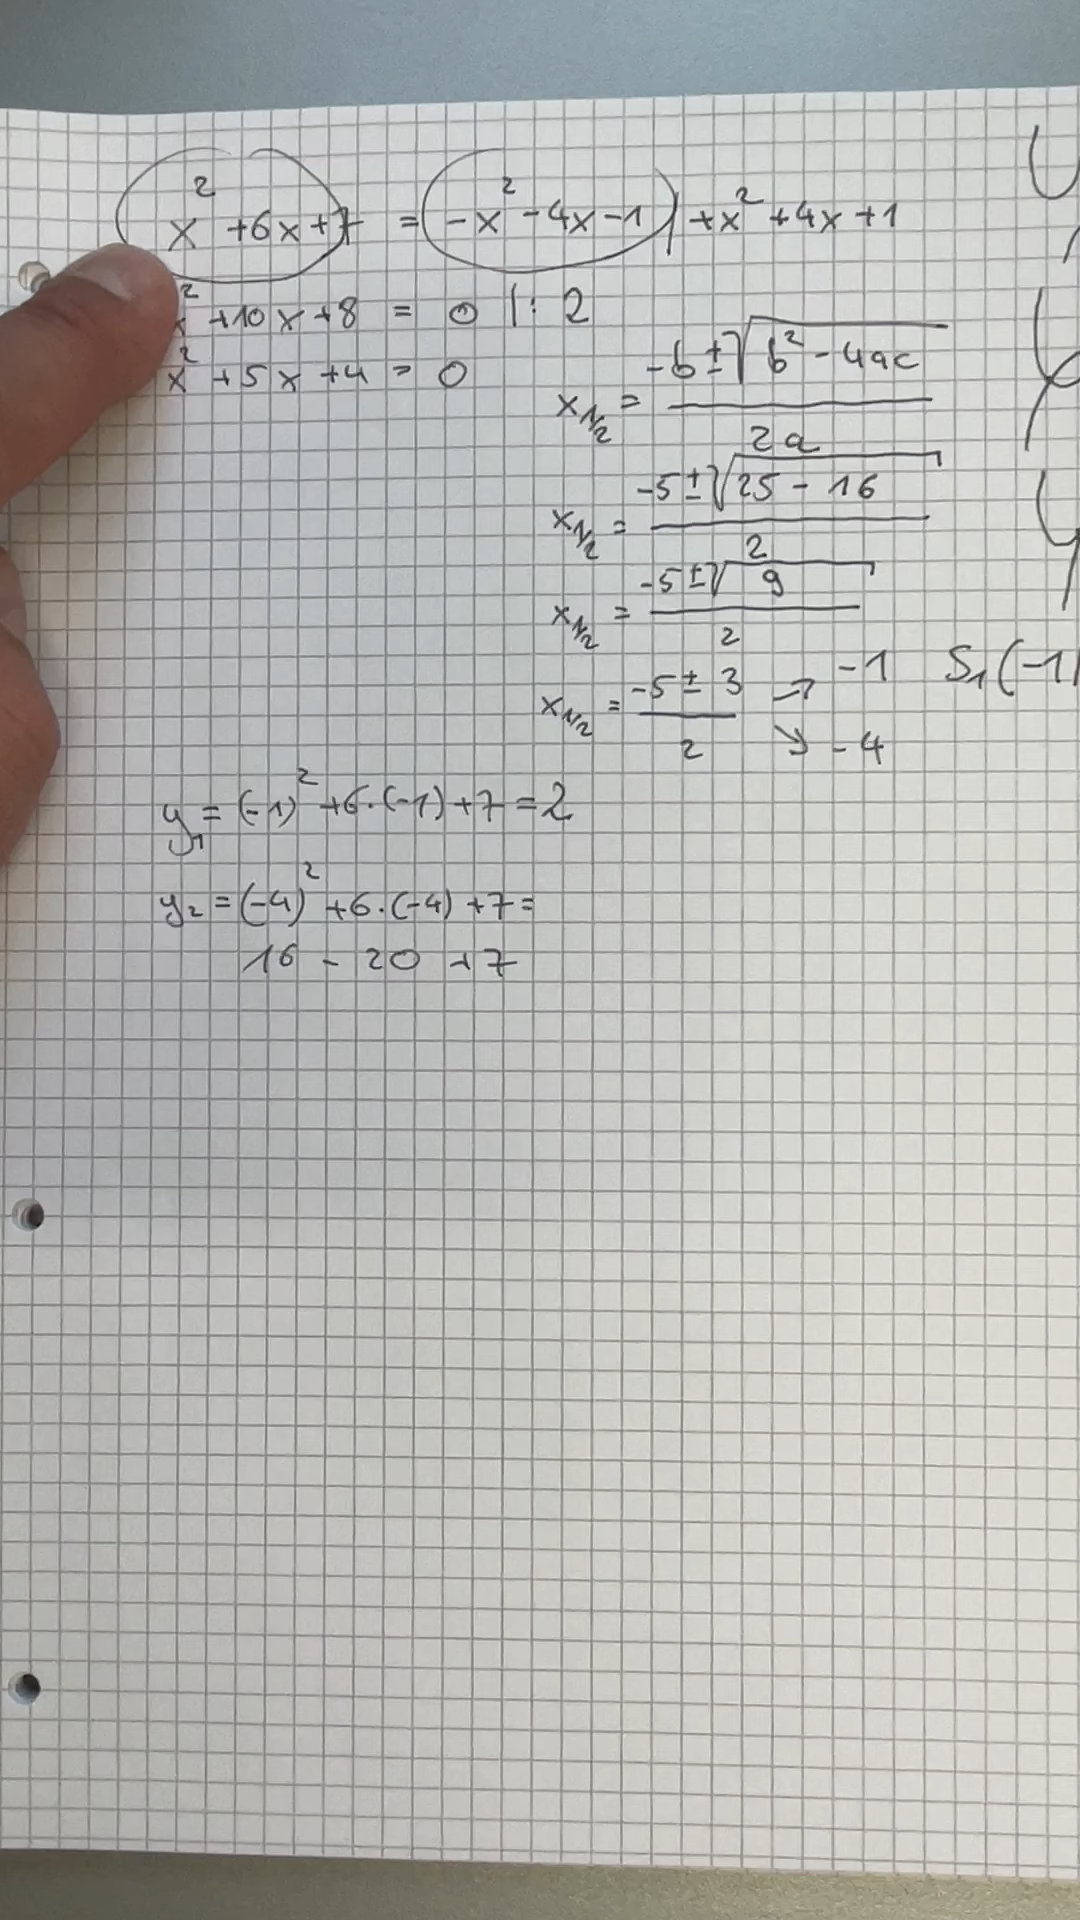 x² +6x+7 = -x² -4x-1 | +x² +4x+1
x² +10x+8 = 0 |: 2
x² +5x+4 = 0
x₁/₂ = (-b ± √(b² - 4ac)) / 2a
x₁/₂ = (-5 ± √(25 - 16)) / 2
x₁/₂ = (-5 ± √9) / 2
x₁/₂ = (-5 ± 3) / 2 → -1 S₁(-1|
↘ -4
y₁ = (-1)² +6·(-1) +7 = 2
y₂ = (-4)² +6·(-4) +7 =
16 - 20 +7